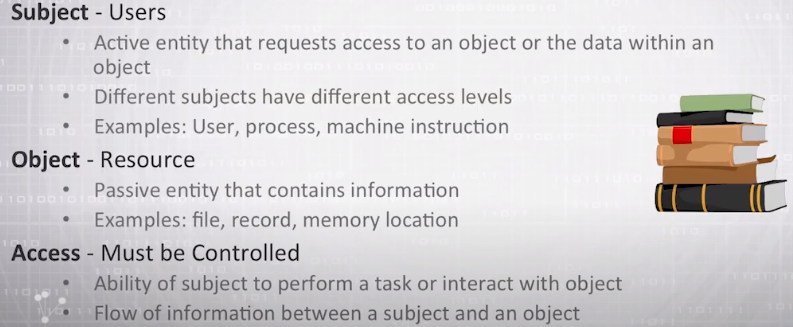 Subject - Users
• Active entity that requests access to an object or the data within an
object
• Different subjects have different access levels
• Examples: User, process, machine instruction
Object - Resource
• Passive entity that contains information
• Examples: file, record, memory location
Access - Must be Controlled
• Ability of subject to perform a task or interact with object
• Flow of information between a subject and an object